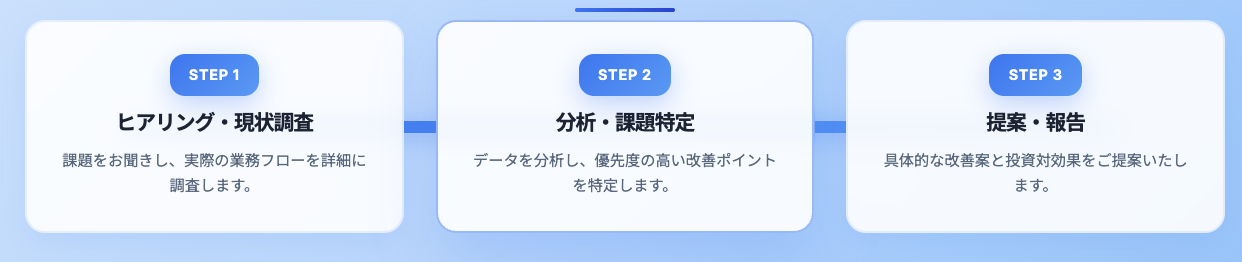 STEP 1
ヒアリング・現状調査
課題をお聞きし、実際の業務フローを詳細に
調査します。
STEP 2
分析・課題特定
データを分析し、優先度の高い改善ポイント
を特定します。
STEP 3
提案・報告
具体的な改善案と投資対効果をご提案いたし
ます。